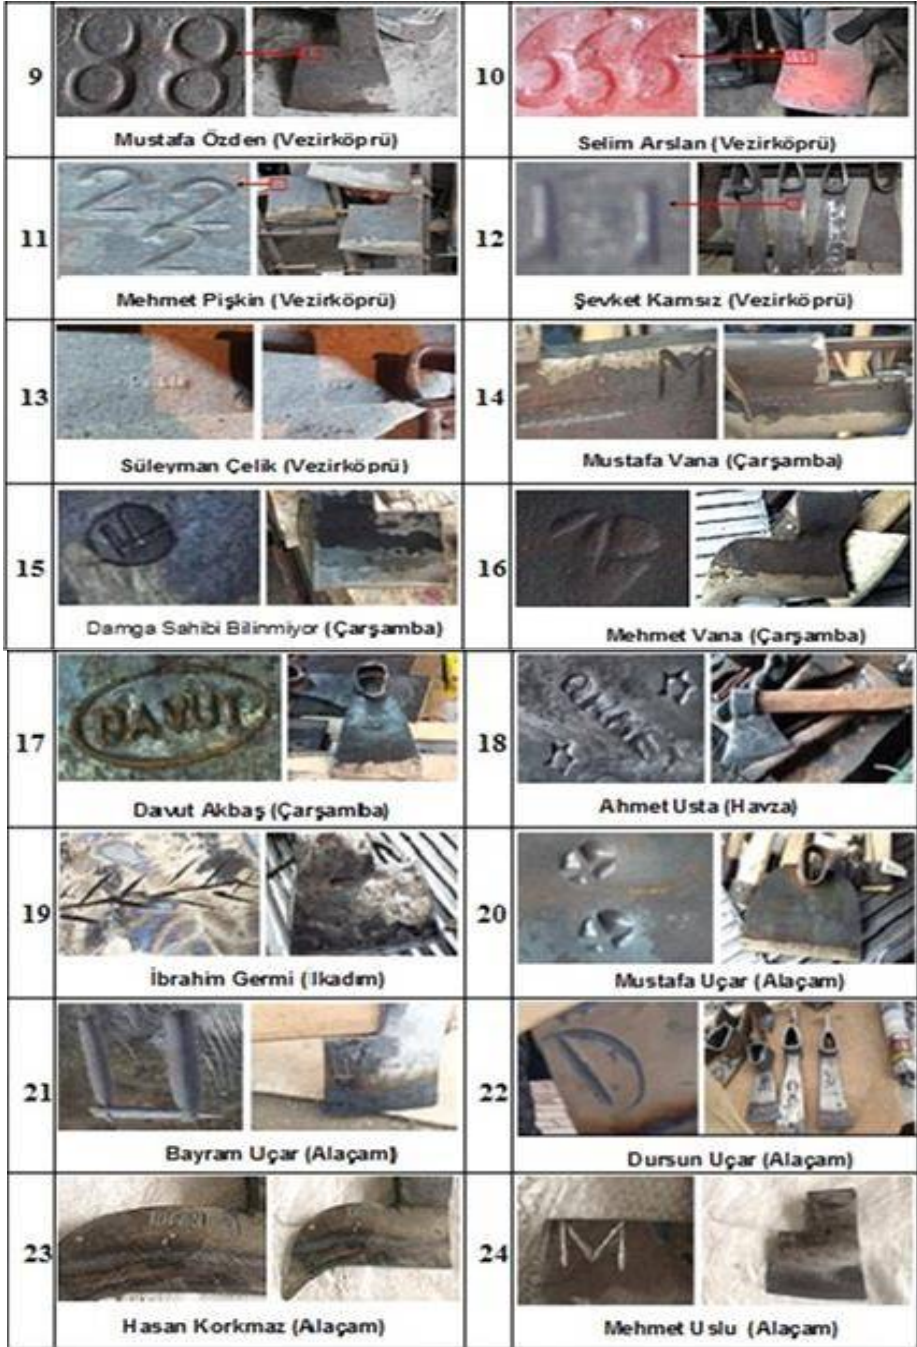 9
88
Mustafa Özden (Vezirköprü)
10
666
Selim Arslan (Vezirköprü)
11
222
Mehmet Pişkin (Vezirköprü)
12
Şevket Kamsız (Vezirköprü)
13
Süleyman Çelik (Vezirköprü)
14
M
Mustafa Vana (Çarşamba)
15
Damga Sahibi Bilinmiyor (Çarşamba)
16
Mehmet Vana (Çarşamba)
17
DAVUT
Davut Akbaş (Çarşamba)
18
Ahmet Usta (Havza)
19
İbrahim Germi (İlkadım)
20
Mustafa Uçar (Alaçam)
21
Bayram Uçar (Alaçam)
22
D
Dursun Uçar (Alaçam)
23
Hasan Korkmaz (Alaçam)
24
M
Mehmet Uslu (Alaçam)